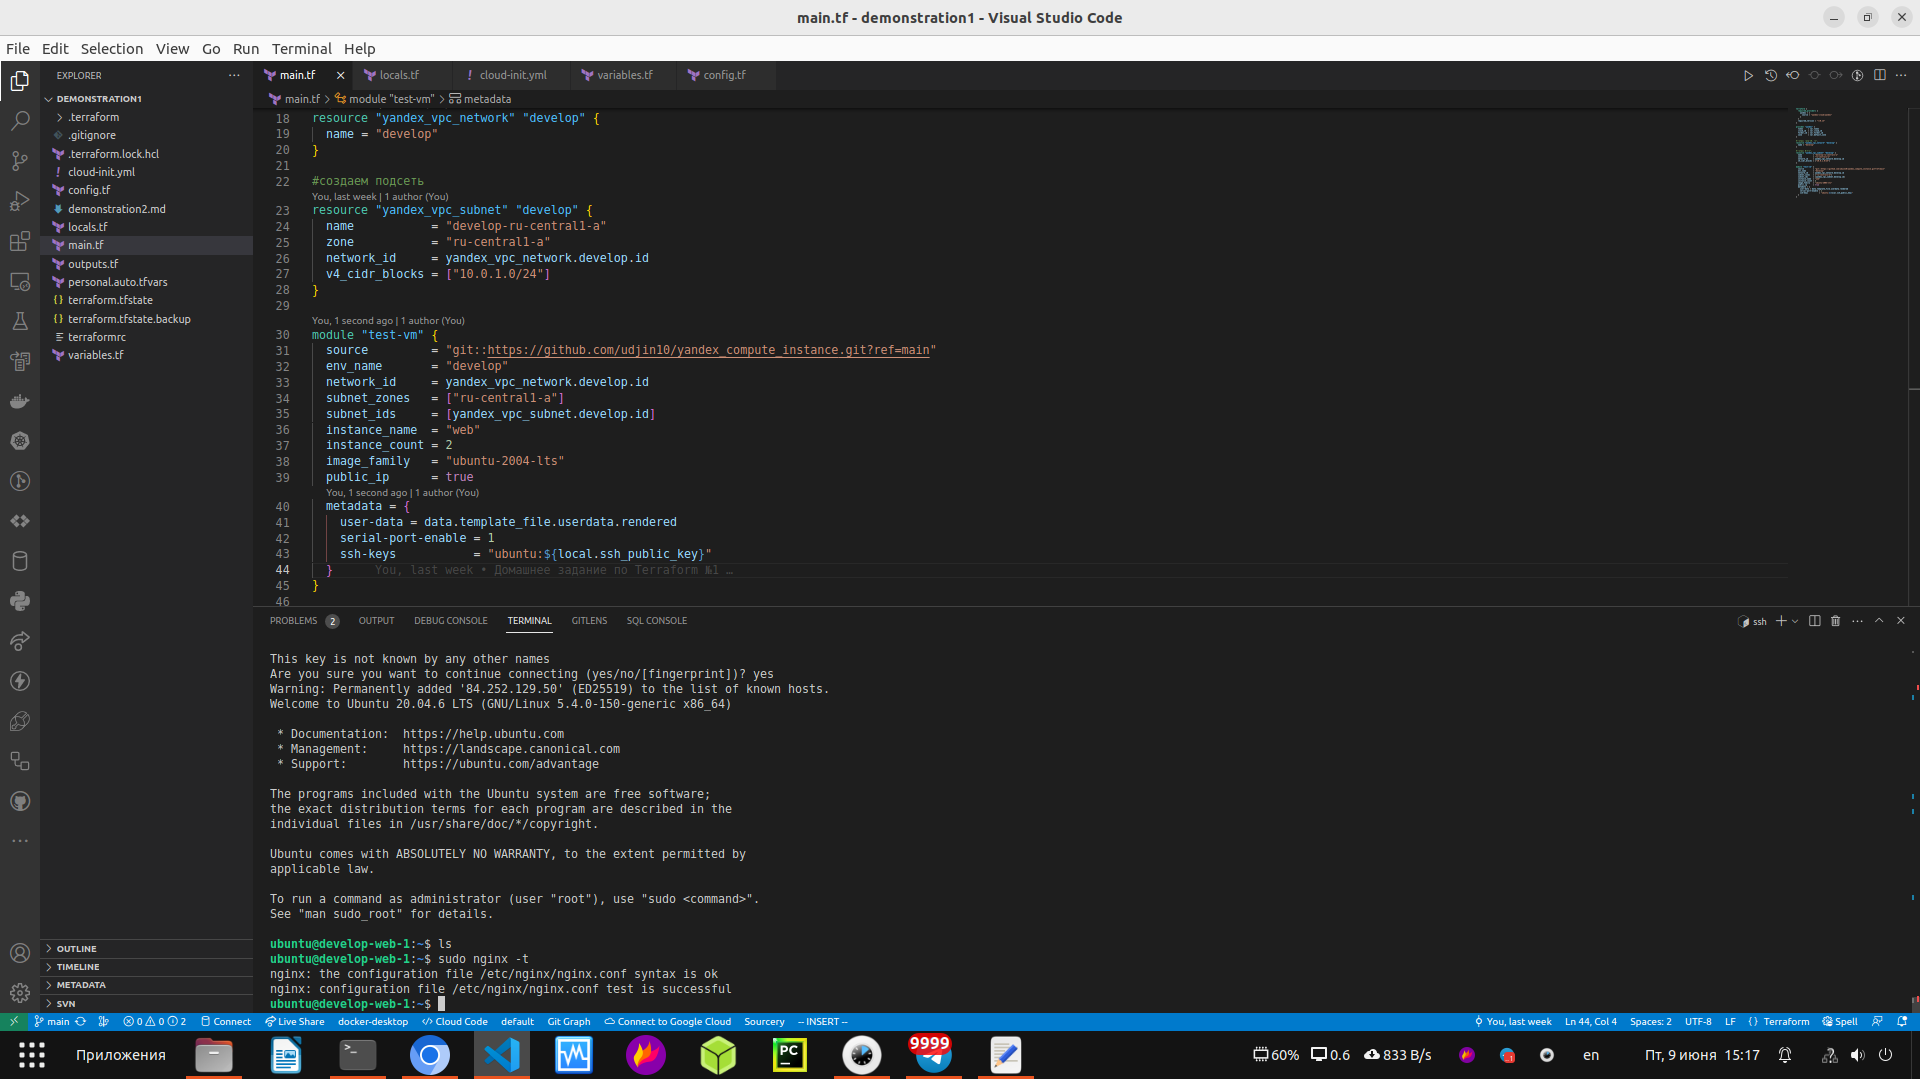 main.tf - demonstration1 - Visual Studio Code
File Edit Selection View Go Run Terminal Help
EXPLORER
DEMONSTRATION1
.terraform
.gitignore
.terraform.lock.hcl
cloud-init.yml
config.tf
demonstration2.md
locals.tf
main.tf
outputs.tf
personal.auto.tfvars
terraform.tfstate
terraform.tfstate.backup
terraformrc
variables.tf
OUTLINE
TIMELINE
METADATA
SVN
main.tf locals.tf cloud-init.yml variables.tf config.tf
main.tf > module "test-vm" > metadata
18 resource "yandex_vpc_network" "develop" {
19 name = "develop"
20 }
21
22 #создаем подсеть
You, last week | 1 author (You)
23 resource "yandex_vpc_subnet" "develop" {
24 name = "develop-ru-central1-a"
25 zone = "ru-central1-a"
26 network_id = yandex_vpc_network.develop.id
27 v4_cidr_blocks = ["10.0.1.0/24"]
28 }
29
You, 1 second ago | 1 author (You)
30 module "test-vm" {
31 source = "git::https://github.com/udjin10/yandex_compute_instance.git?ref=main"
32 env_name = "develop"
33 network_id = yandex_vpc_network.develop.id
34 subnet_zones = ["ru-central1-a"]
35 subnet_ids = [yandex_vpc_subnet.develop.id]
36 instance_name = "web"
37 instance_count = 2
38 image_family = "ubuntu-2004-lts"
39 public_ip = true
You, 1 second ago | 1 author (You)
40 metadata = {
41 user-data = data.template_file.userdata.rendered
42 serial-port-enable = 1
43 ssh-keys = "ubuntu:${local.ssh_public_key}"
44 } You, last week • Домашнее задание по Terraform №1 …
45 }
46
PROBLEMS 2 OUTPUT DEBUG CONSOLE TERMINAL GITLENS SQL CONSOLE
ssh
This key is not known by any other names
Are you sure you want to continue connecting (yes/no/[fingerprint])? yes
Warning: Permanently added '84.252.129.50' (ED25519) to the list of known hosts.
Welcome to Ubuntu 20.04.6 LTS (GNU/Linux 5.4.0-150-generic x86_64)
* Documentation: https://help.ubuntu.com
* Management: https://landscape.canonical.com
* Support: https://ubuntu.com/advantage
The programs included with the Ubuntu system are free software;
the exact distribution terms for each program are described in the
individual files in /usr/share/doc/*/copyright.
Ubuntu comes with ABSOLUTELY NO WARRANTY, to the extent permitted by
applicable law.
To run a command as administrator (user "root"), use "sudo <command>".
See "man sudo_root" for details.
ubuntu@develop-web-1:~$ ls
ubuntu@develop-web-1:~$ sudo nginx -t
nginx: the configuration file /etc/nginx/nginx.conf syntax is ok
nginx: configuration file /etc/nginx/nginx.conf test is successful
ubuntu@develop-web-1:~$
main 0 0 2 Connect Live Share docker-desktop Cloud Code default Git Graph Connect to Google Cloud Sourcery -- INSERT -- You, last week Ln 44, Col 4 Spaces: 2 UTF-8 LF {} Terraform Spell
Приложения PC 9999 60% 0.6 833 B/s en Пт, 9 июня 15:17